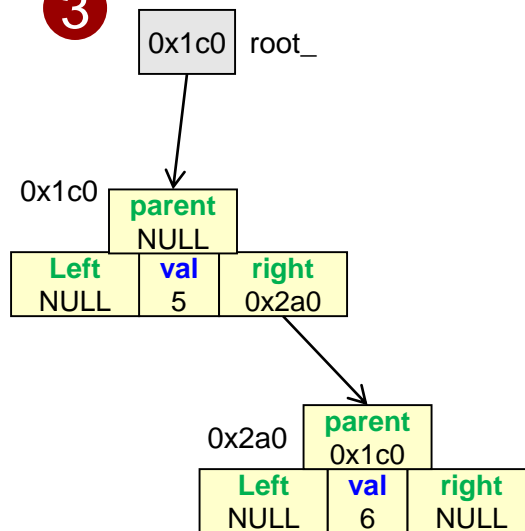 3
0x1c0 root_
0x1c0
parent
NULL
Left val right
NULL 5 0x2a0
0x2a0
parent
0x1c0
Left val right
NULL 6 NULL